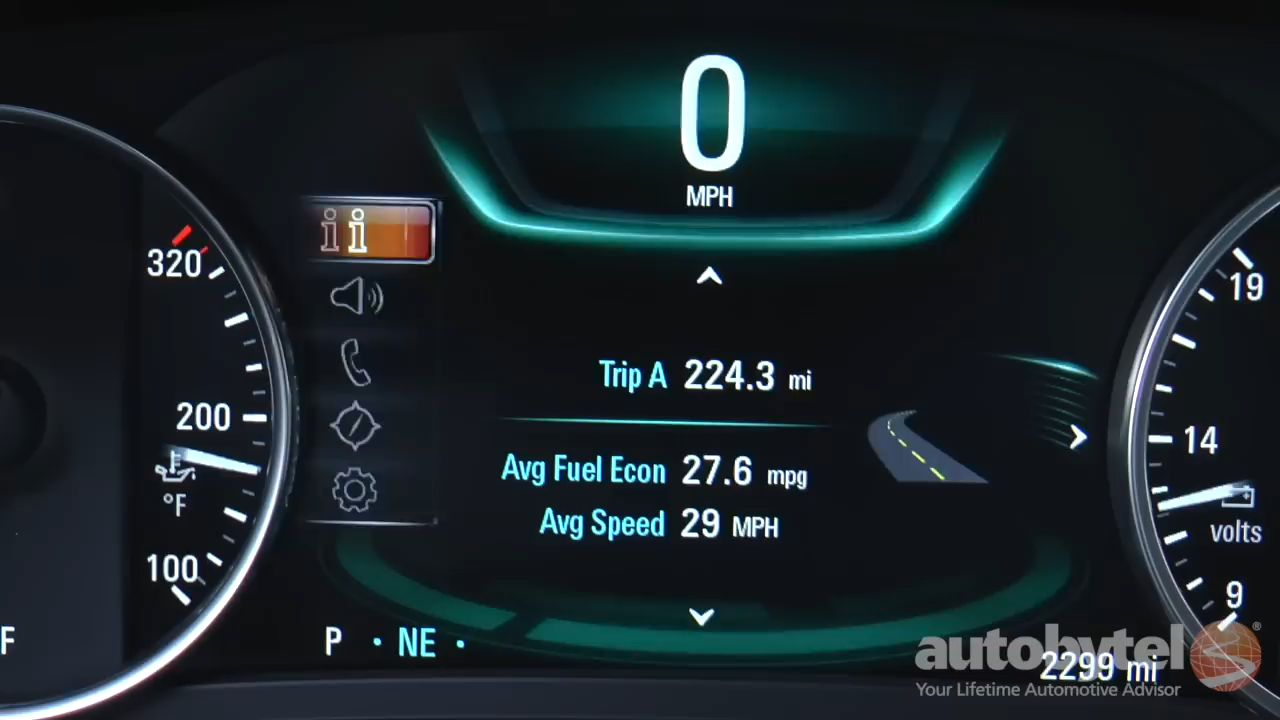 0
MPH
320
200
°F
100
F
Trip A 224.3 mi
Avg Fuel Econ 27.6 mpg
Avg Speed 29 MPH
19
14
volts
9
P · NE ·
2299 mi
autobytel®
Your Lifetime Automotive Advisor